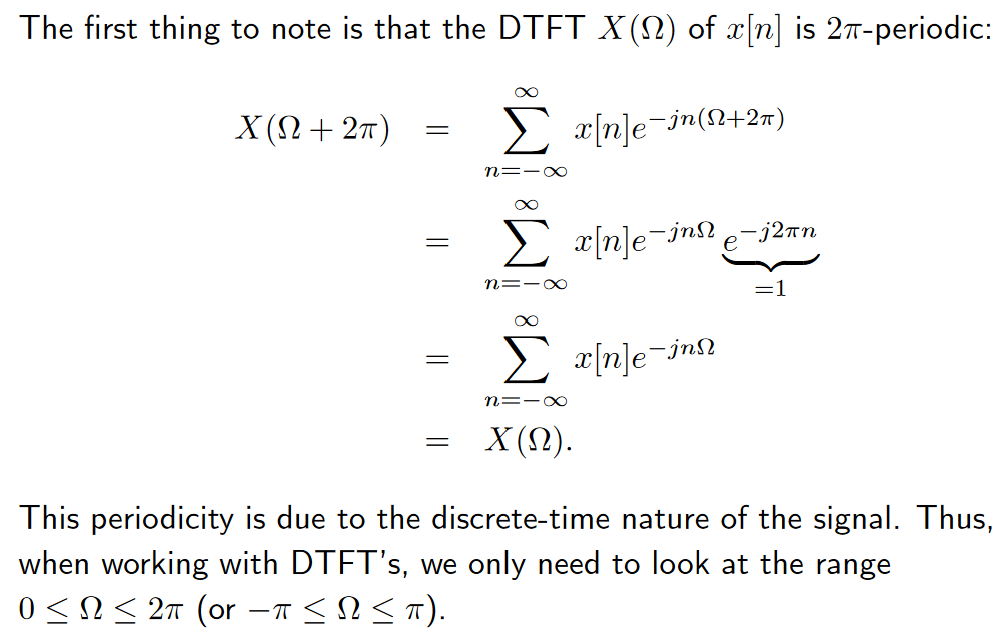 The first thing to note is that the DTFT X(Ω) of x[n] is 2π-periodic:
X(Ω + 2π) = ∑_{n=−∞}^{∞} x[n]e^{−jn(Ω+2π)}
= ∑_{n=−∞}^{∞} x[n]e^{−jnΩ} \underbrace{e^{−j2πn}}_{=1}
= ∑_{n=−∞}^{∞} x[n]e^{−jnΩ}
= X(Ω).
This periodicity is due to the discrete-time nature of the signal. Thus,
when working with DTFT's, we only need to look at the range
0 ≤ Ω ≤ 2π (or −π ≤ Ω ≤ π).